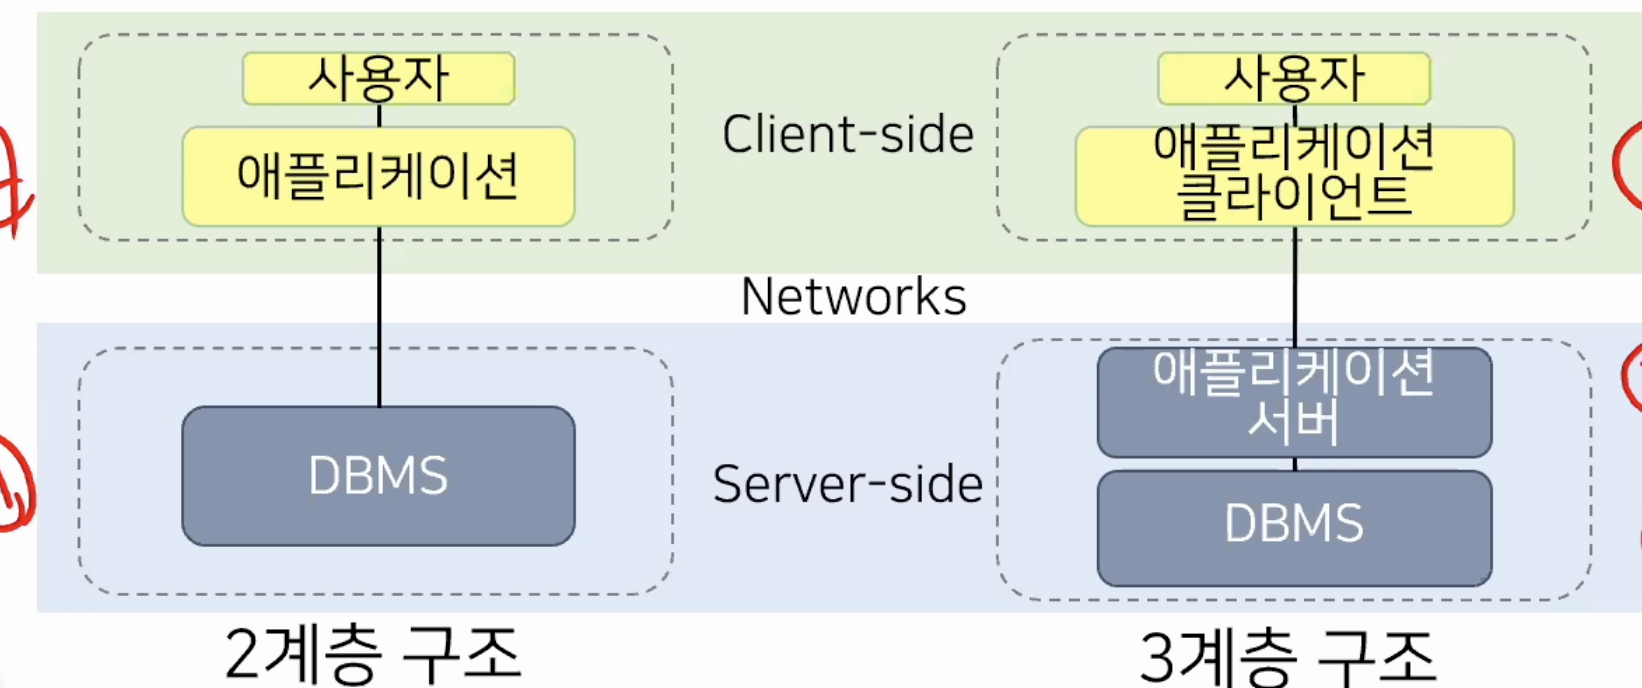 사용자
애플리케이션
DBMS
2계층 구조
Client-side
Networks
Server-side
사용자
애플리케이션
클라이언트
애플리케이션
서버
DBMS
3계층 구조